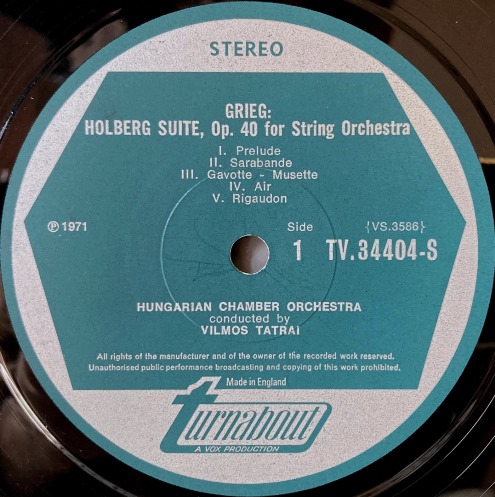 STEREO
GRIEG:
HOLBERG SUITE, Op. 40 for String Orchestra
I. Prelude
II. Sarabande
III. Gavotte - Musette
IV. Air
V. Rigaudon
℗ 1971
Side
1
{VS.3586}
TV.34404-S
HUNGARIAN CHAMBER ORCHESTRA
conducted by
VILMOS TATRAI
All rights of the manufacturer and of the owner of the recorded work reserved.
Unauthorised public performance broadcasting and copying of this work prohibited.
Made in England
turnabout
A VOX PRODUCTION